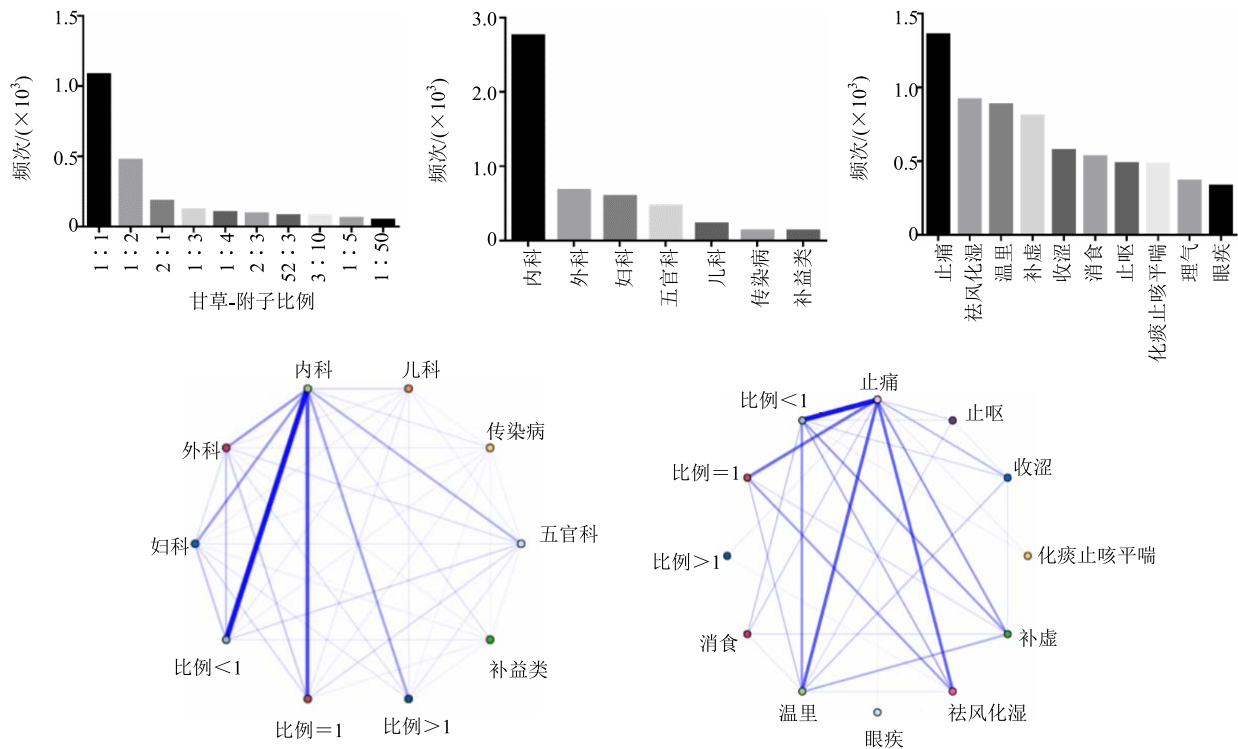 频次/(×10³)
1.5
1.0
0.5
0
1∶1
1∶2
2∶1
1∶3
1∶4
2∶3
52∶3
3∶10
1∶5
1∶50
甘草-附子比例
频次/(×10³)
3.0
2.0
1.0
0
内科
外科
妇科
五官科
儿科
传染病
补益类
频次/(×10³)
1.5
1.0
0.5
0
止痛
祛风化湿
温里
补虚
收涩
消食
止呕
化痰止咳平喘
理气
眼疾
内科
儿科
外科
传染病
妇科
五官科
比例<1
补益类
比例=1
比例>1
止痛
比例<1
止呕
比例=1
收涩
比例>1
化痰止咳平喘
消食
补虚
温里
祛风化湿
眼疾